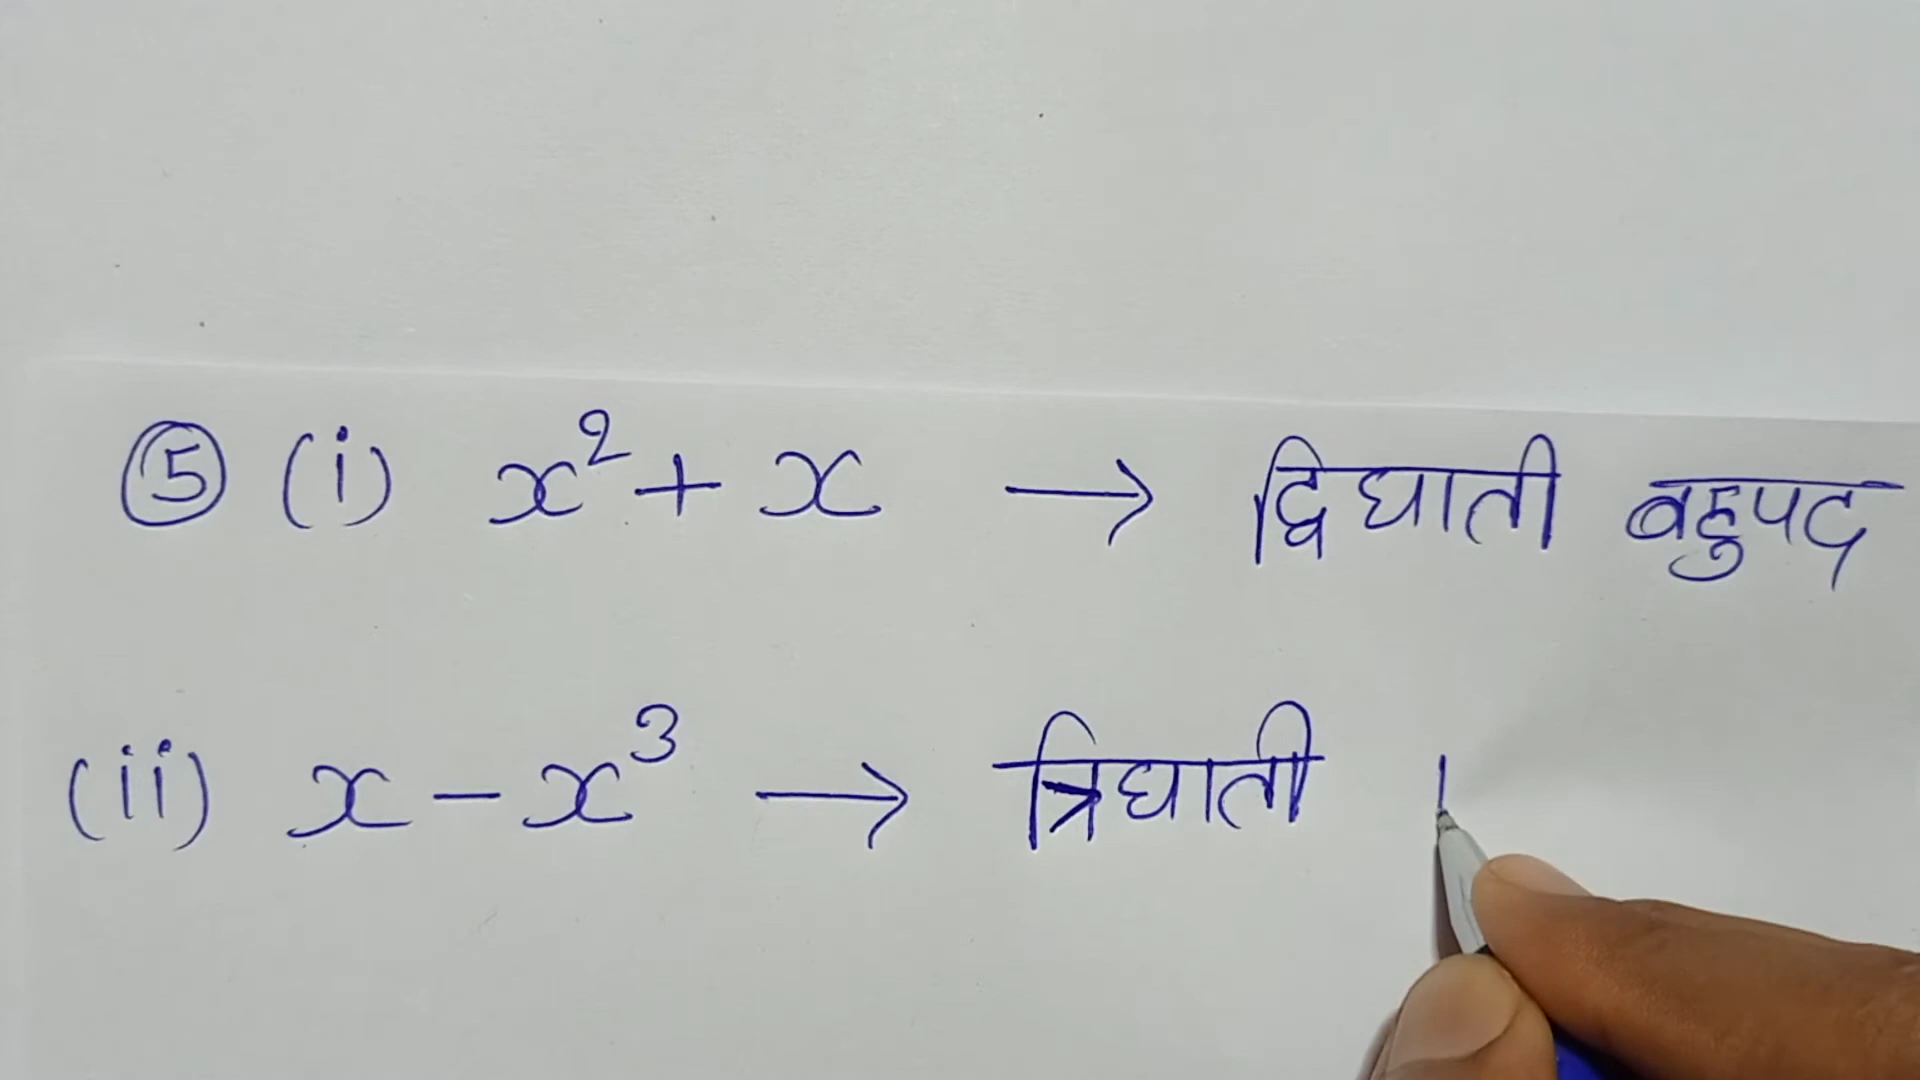 ⑤ (i) x² + x → द्विघाती बहुपद
(ii) x - x³ → त्रिघाती